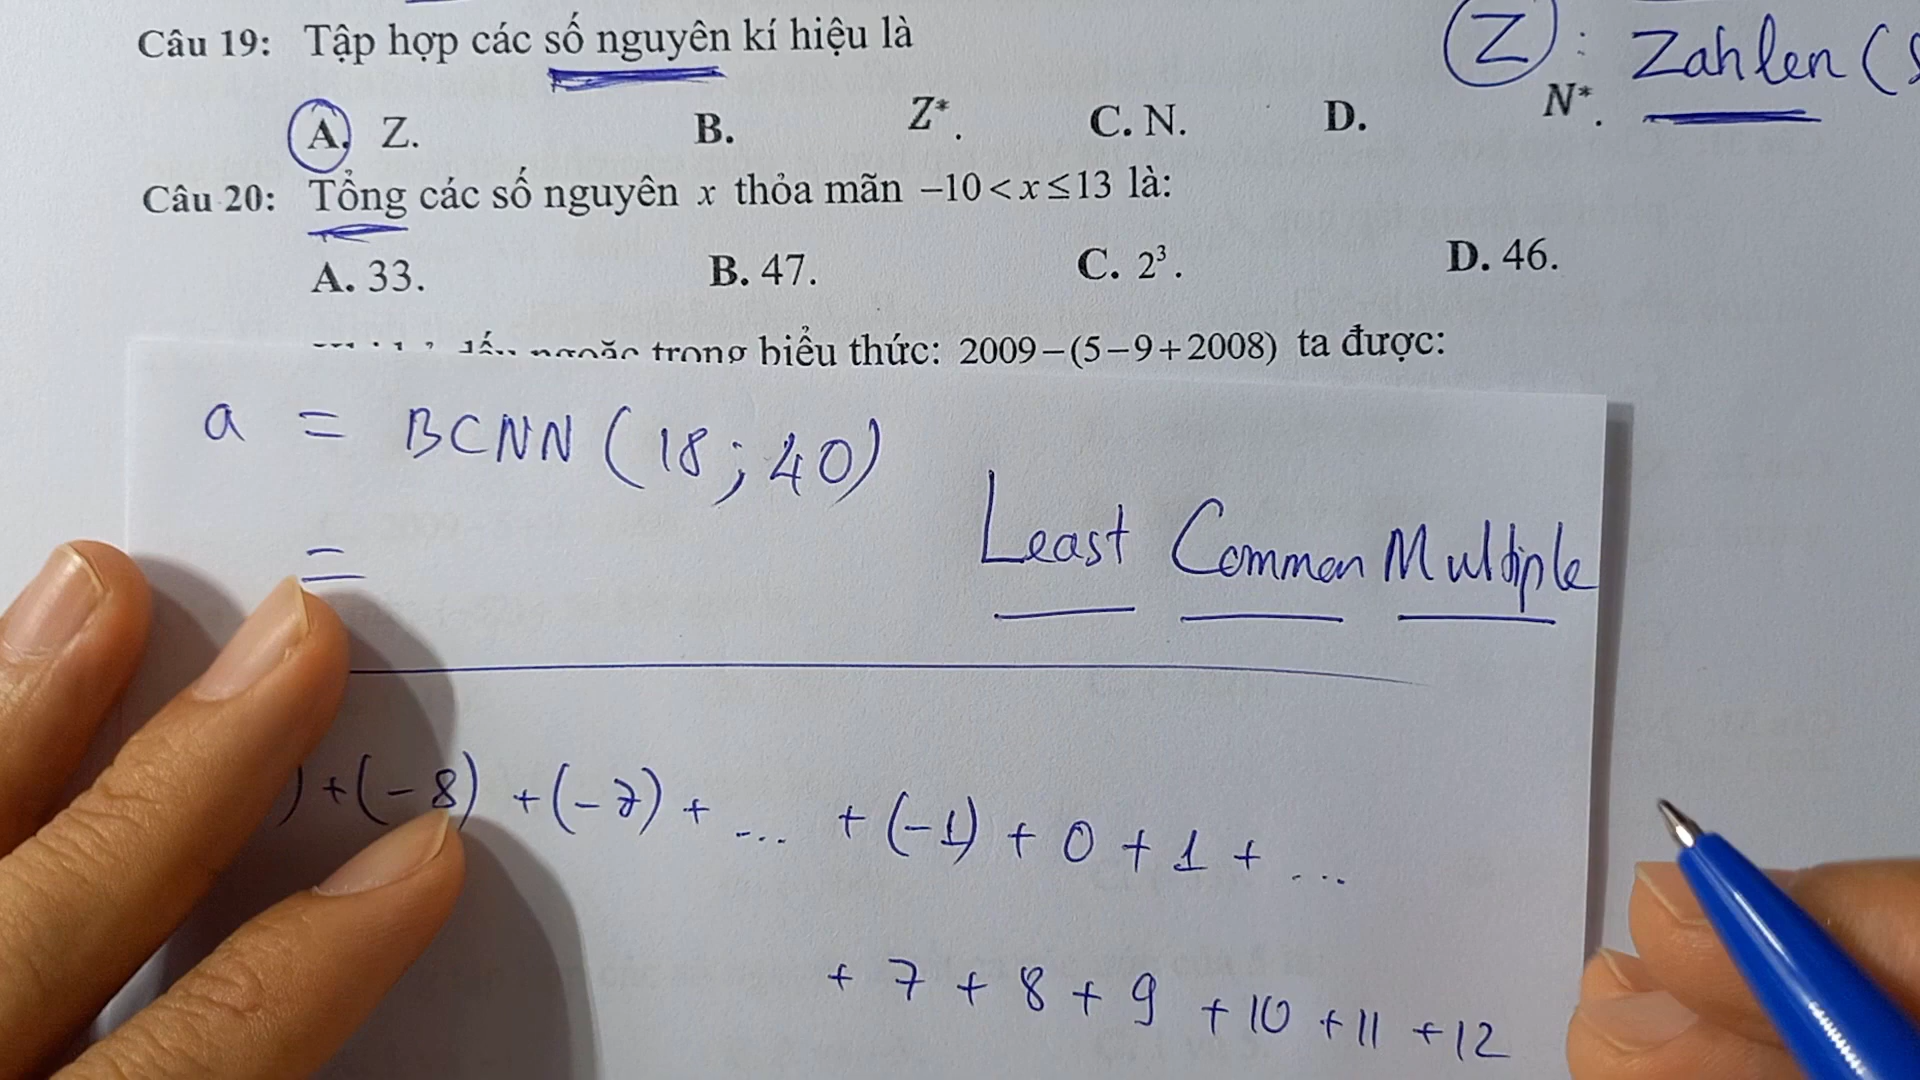 Câu 19: Tập hợp các số nguyên kí hiệu là
Z : Zahlen (
A. Z. B. Z*. C. N. D. N*.
Câu 20: Tổng các số nguyên x thỏa mãn −10 < x ≤ 13 là:
A. 33. B. 47. C. 2³. D. 46.
trong biểu thức: 2009 − (5 − 9 + 2008) ta được:
a = BCNN (18 ; 40)
=
Least Common Multiple
) + (−8) + (−7) + ... + (−1) + 0 + 1 + ...
+ 7 + 8 + 9 + 10 + 11 + 12